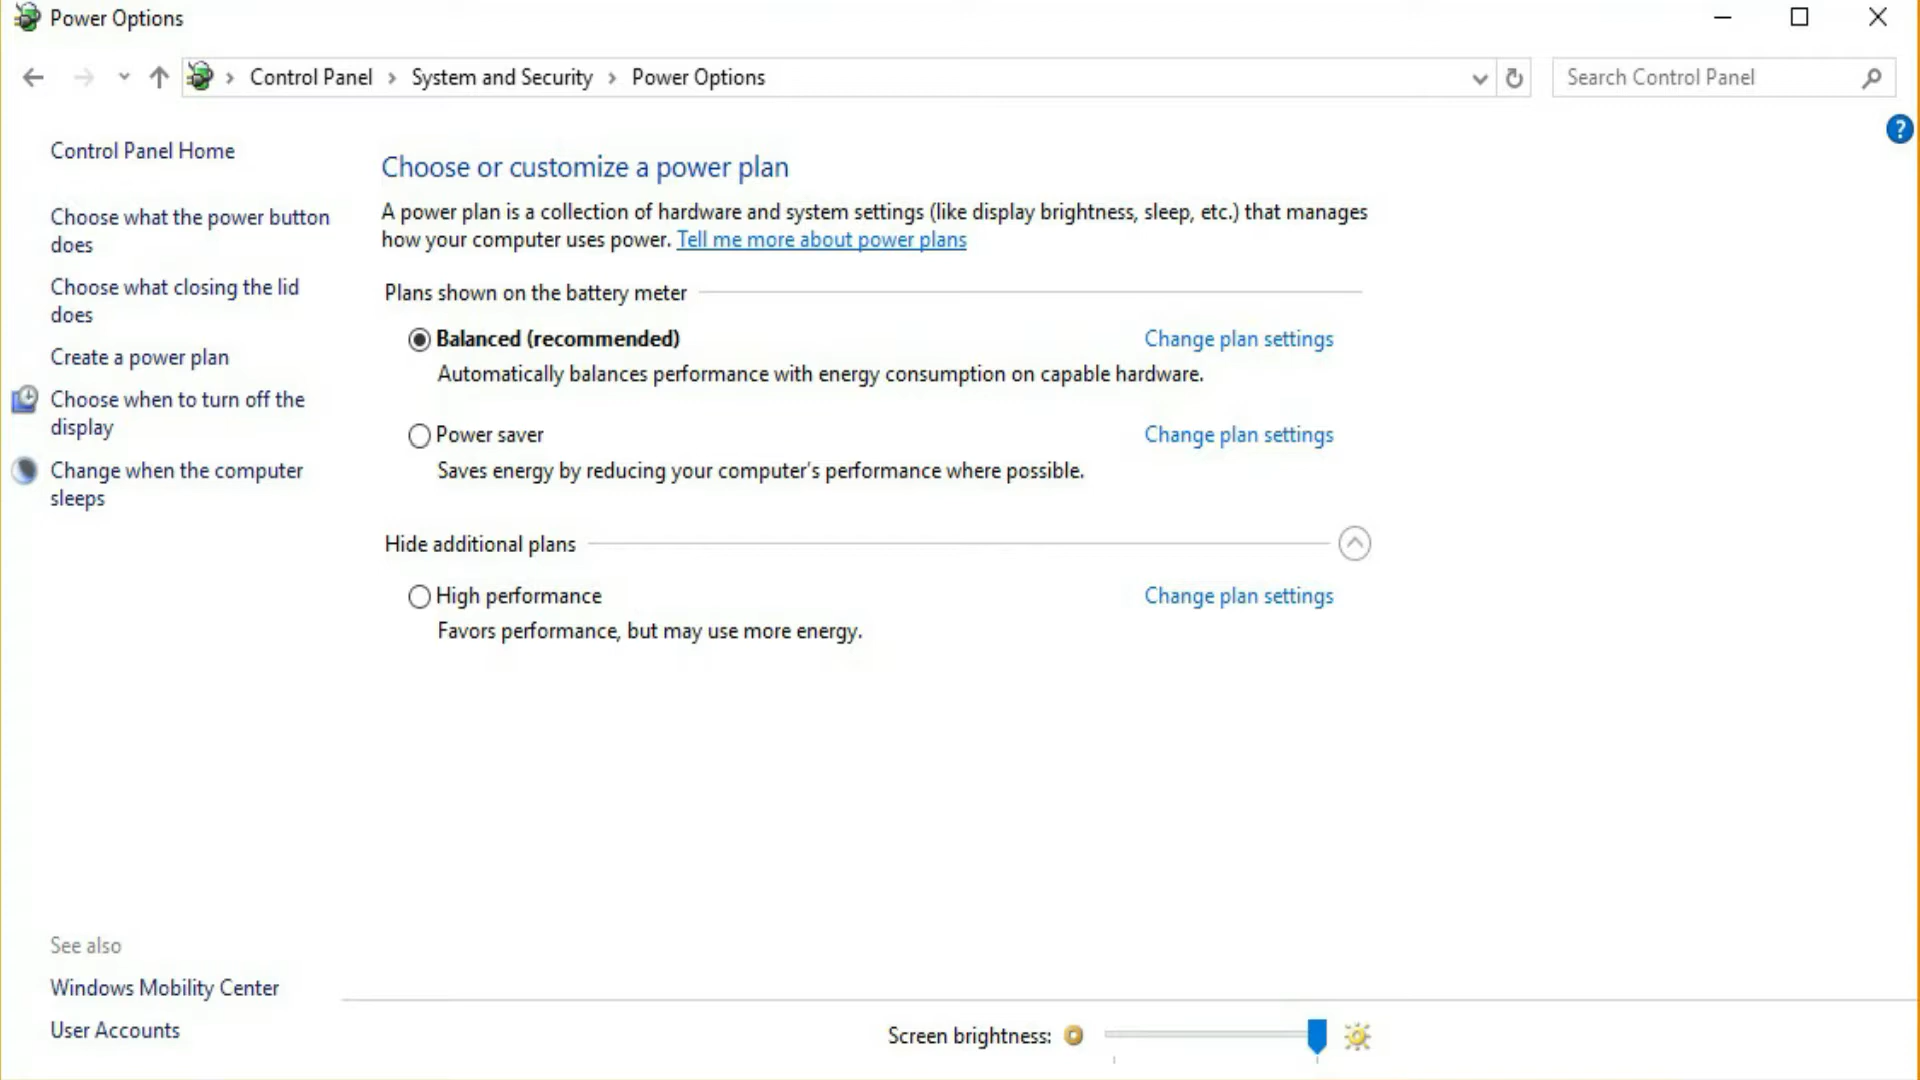 Power Options
Control Panel
System and Security
Power Options
Search Control Panel
?
Control Panel Home
Choose what the power button
does
Choose what closing the lid
does
Create a power plan
Choose when to turn off the
display
Change when the computer
sleeps
Choose or customize a power plan
A power plan is a collection of hardware and system settings (like display brightness, sleep, etc.) that manages
how your computer uses power. Tell me more about power plans
Plans shown on the battery meter
Balanced (recommended)
Change plan settings
Automatically balances performance with energy consumption on capable hardware.
Power saver
Change plan settings
Saves energy by reducing your computer's performance where possible.
Hide additional plans
High performance
Change plan settings
Favors performance, but may use more energy.
See also
Windows Mobility Center
User Accounts
Screen brightness: